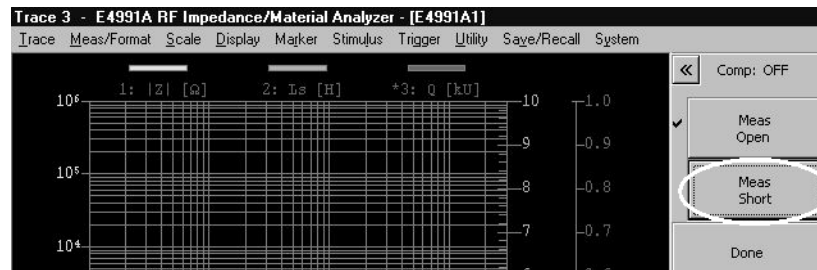 Trace 3 - E4991A RF Impedance/Material Analyzer - [E4991A1]
Trace Meas/Format Scale Display Marker Stimulus Trigger Utility Save/Recall System
« Comp: OFF
1: |Z| [Ω] 2: Ls [H] *3: Q [kU]
10⁶ 10 1.0
Meas
Open
9 0.9
10⁵
8 0.8
Meas
Short
7 0.7
10⁴
Done